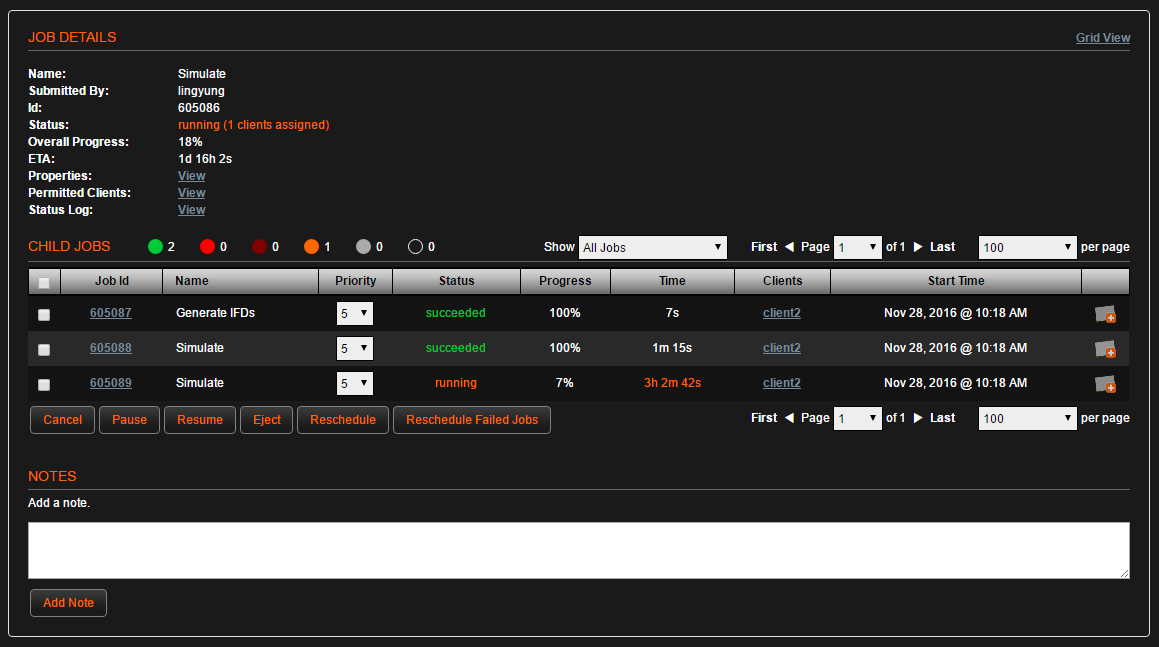 JOB DETAILS Grid View
Name: Simulate
Submitted By: lingyung
Id: 605086
Status: running (1 clients assigned)
Overall Progress: 18%
ETA: 1d 16h 2s
Properties: View
Permitted Clients: View
Status Log: View
CHILD JOBS 2 0 0 1 0 0 Show All Jobs First Page 1 of 1 Last 100 per page
Job Id Name Priority Status Progress Time Clients Start Time
605087 Generate IFDs 5 succeeded 100% 7s client2 Nov 28, 2016 @ 10:18 AM
605088 Simulate 5 succeeded 100% 1m 15s client2 Nov 28, 2016 @ 10:18 AM
605089 Simulate 5 running 7% 3h 2m 42s client2 Nov 28, 2016 @ 10:18 AM
Cancel Pause Resume Eject Reschedule Reschedule Failed Jobs First Page 1 of 1 Last 100 per page
NOTES
Add a note.
Add Note